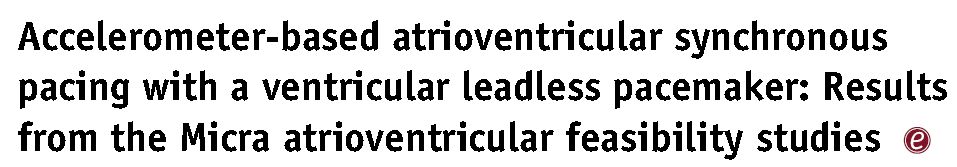 Accelerometer-based atrioventricular synchronous
pacing with a ventricular leadless pacemaker: Results
from the Micra atrioventricular feasibility studies e